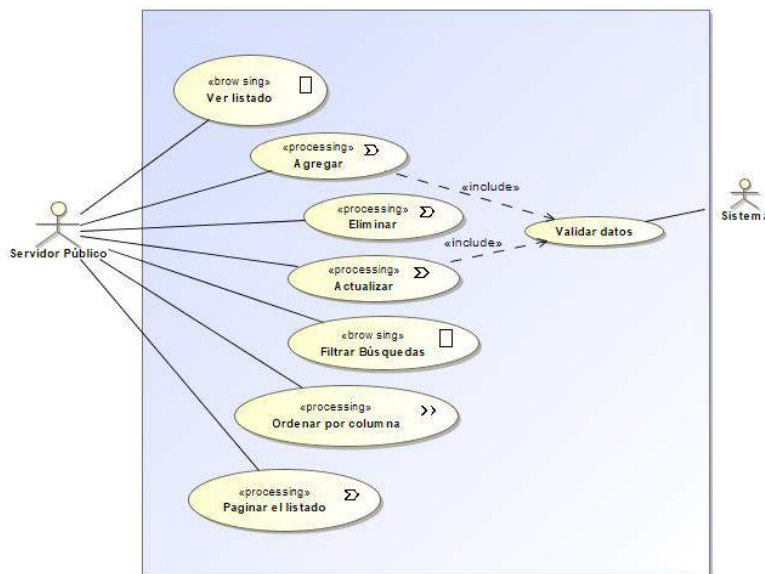 «brow sing»
Ver listado
«processing»
Agregar
«include»
«processing»
Eliminar
Sistema
Validar datos
Servidor Público
«include»
«processing»
Actualizar
«brow sing»
Filtrar Búsquedas
«processing»
Ordenar por columna
«processing»
Paginar el listado